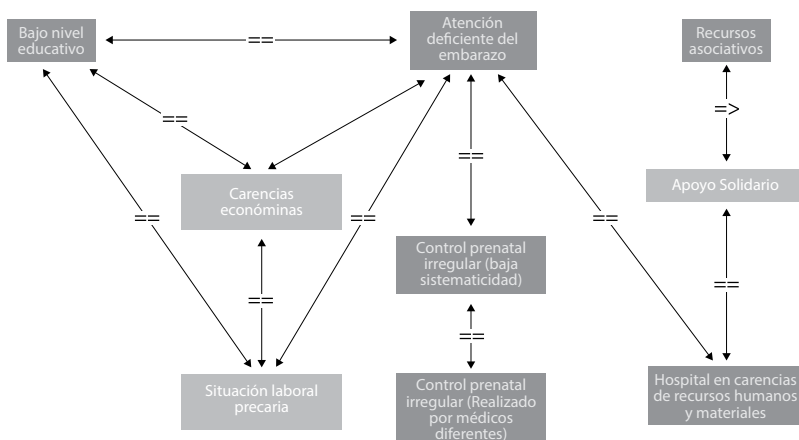 Bajo nivel
educativo
==
Atención
deficiente del
embarazo
Recursos
asociativos
==
==
=>
Carencias
económinas
Apoyo Solidario
==
==
==
Control prenatal
irregular (baja
sistematicidad)
==
==
==
Situación laboral
precaria
Control prenatal
irregular (Realizado
por médicos
diferentes)
Hospital en carencias
de recursos humanos
y materiales